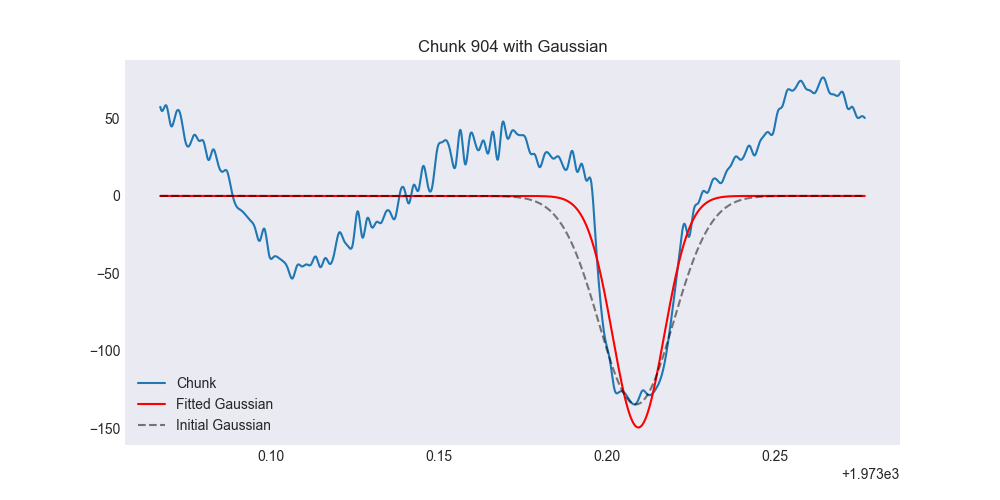 Chunk 904 with Gaussian
50
0
−50
−100
−150
Chunk
Fitted Gaussian
Initial Gaussian
0.10 0.15 0.20 0.25
+1.973e3